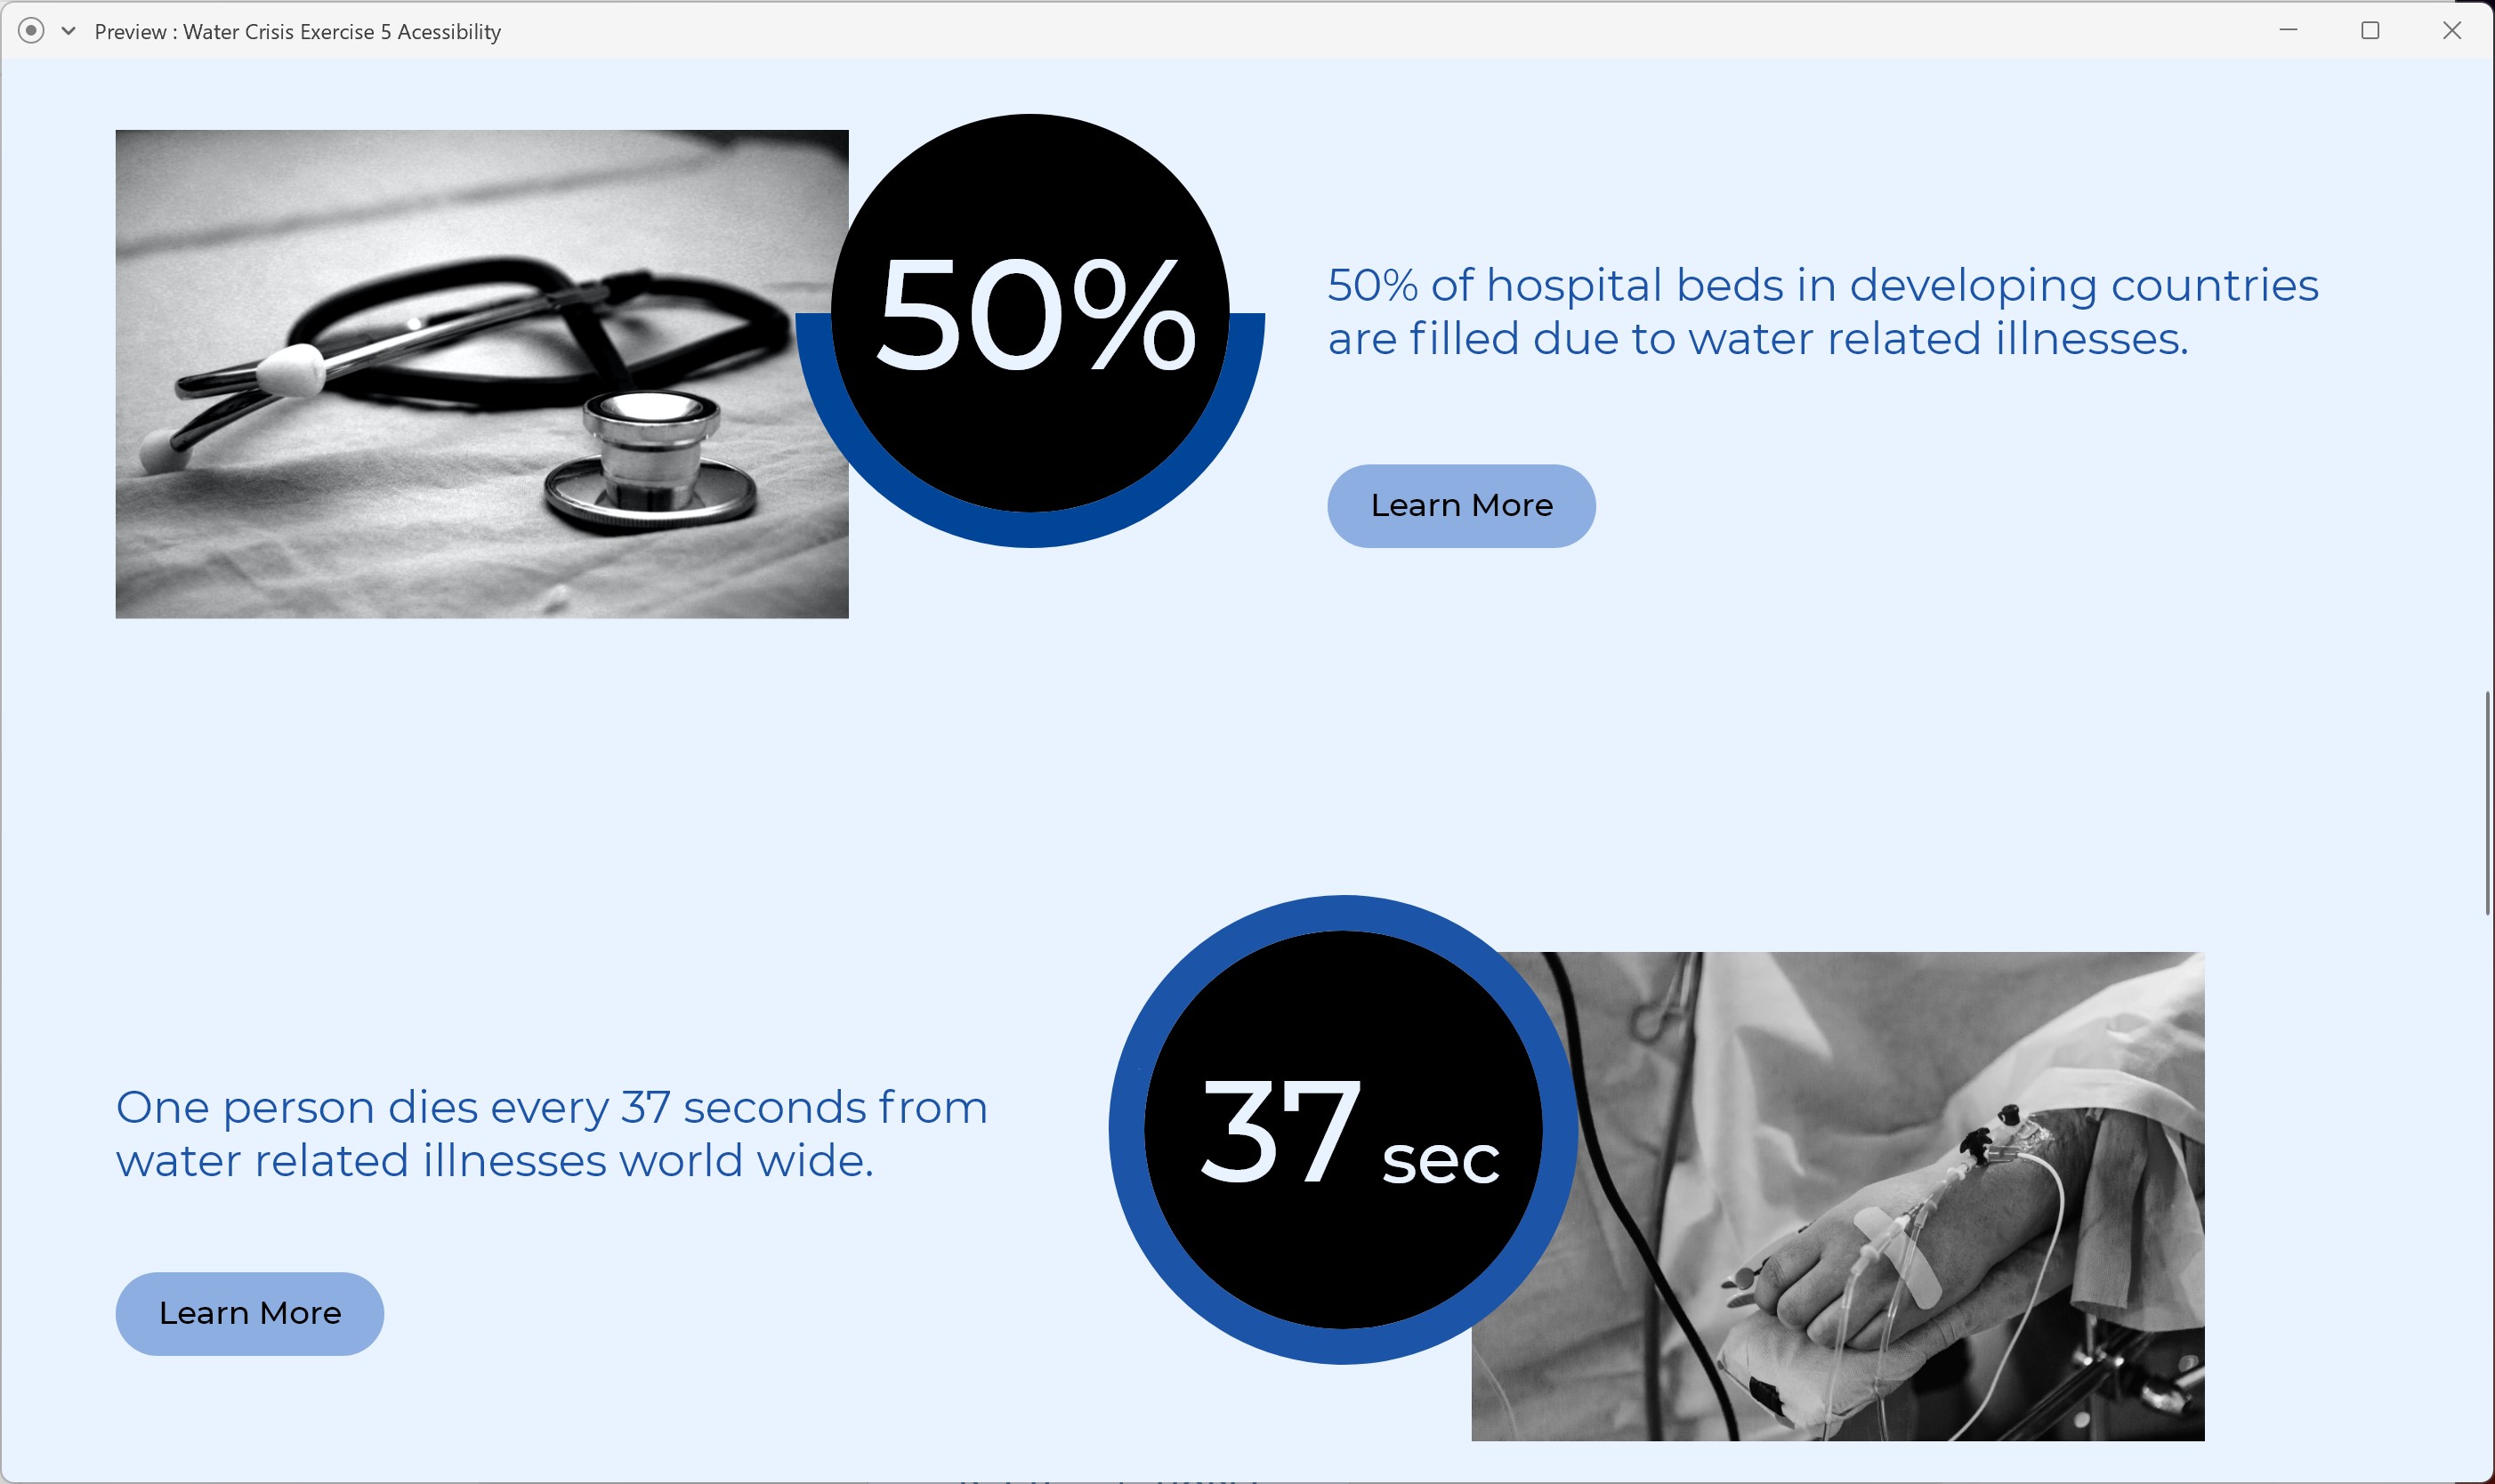 Preview : Water Crisis Exercise 5 Acessibility
50%
50% of hospital beds in developing countries
are filled due to water related illnesses.
Learn More
One person dies every 37 seconds from
water related illnesses world wide.
37 sec
Learn More